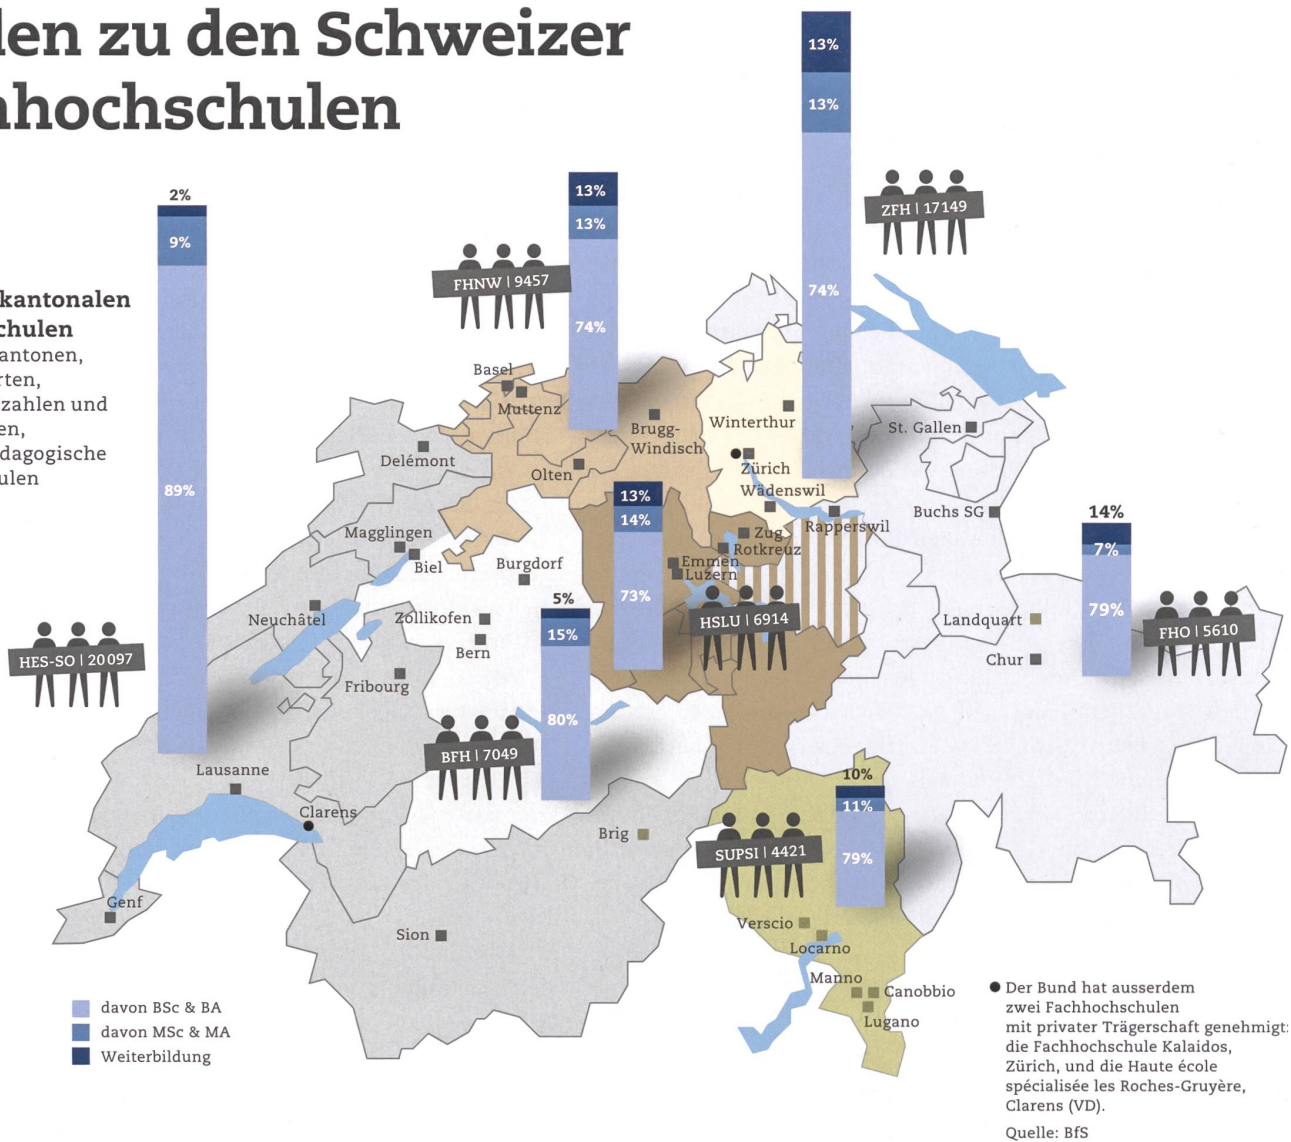 len zu den Schweizer
hhochschulen
kantonalen
chulen
antonen,
rten,
zahlen und
en,
dagogische
ulen
2%
9%
89%
HES-SO | 20097
13%
13%
74%
FHNW | 9457
13%
13%
74%
ZFH | 17149
Basel
Muttenz
Brugg-
Windisch
Olten
Delémont
Winterthur
Zürich
Wädenswil
Rapperswil
St. Gallen
Buchs SG
13%
14%
73%
HSLU | 6914
Zug
Rotkreuz
Emmen
Luzern
Magglingen
Biel
Burgdorf
Neuchâtel
Zollikofen
Bern
Fribourg
5%
15%
80%
BFH | 7049
14%
7%
79%
FHO | 5610
Landquart
Chur
Lausanne
Clarens
Genf
Brig
Sion
10%
11%
79%
SUPSI | 4421
Verscio
Locarno
Manno
Canobbio
Lugano
davon BSc & BA
davon MSc & MA
Weiterbildung
Der Bund hat ausserdem
zwei Fachhochschulen
mit privater Trägerschaft genehmigt:
die Fachhochschule Kalaidos,
Zürich, und die Haute école
spécialisée les Roches-Gruyère,
Clarens (VD).
Quelle: BfS